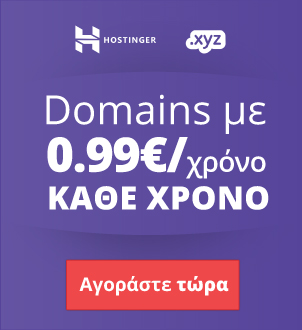 HOSTINGER
.xyz
Domains με
0.99€/χρόνο
ΚΑΘΕ ΧΡΟΝΟ
Αγοράστε τώρα